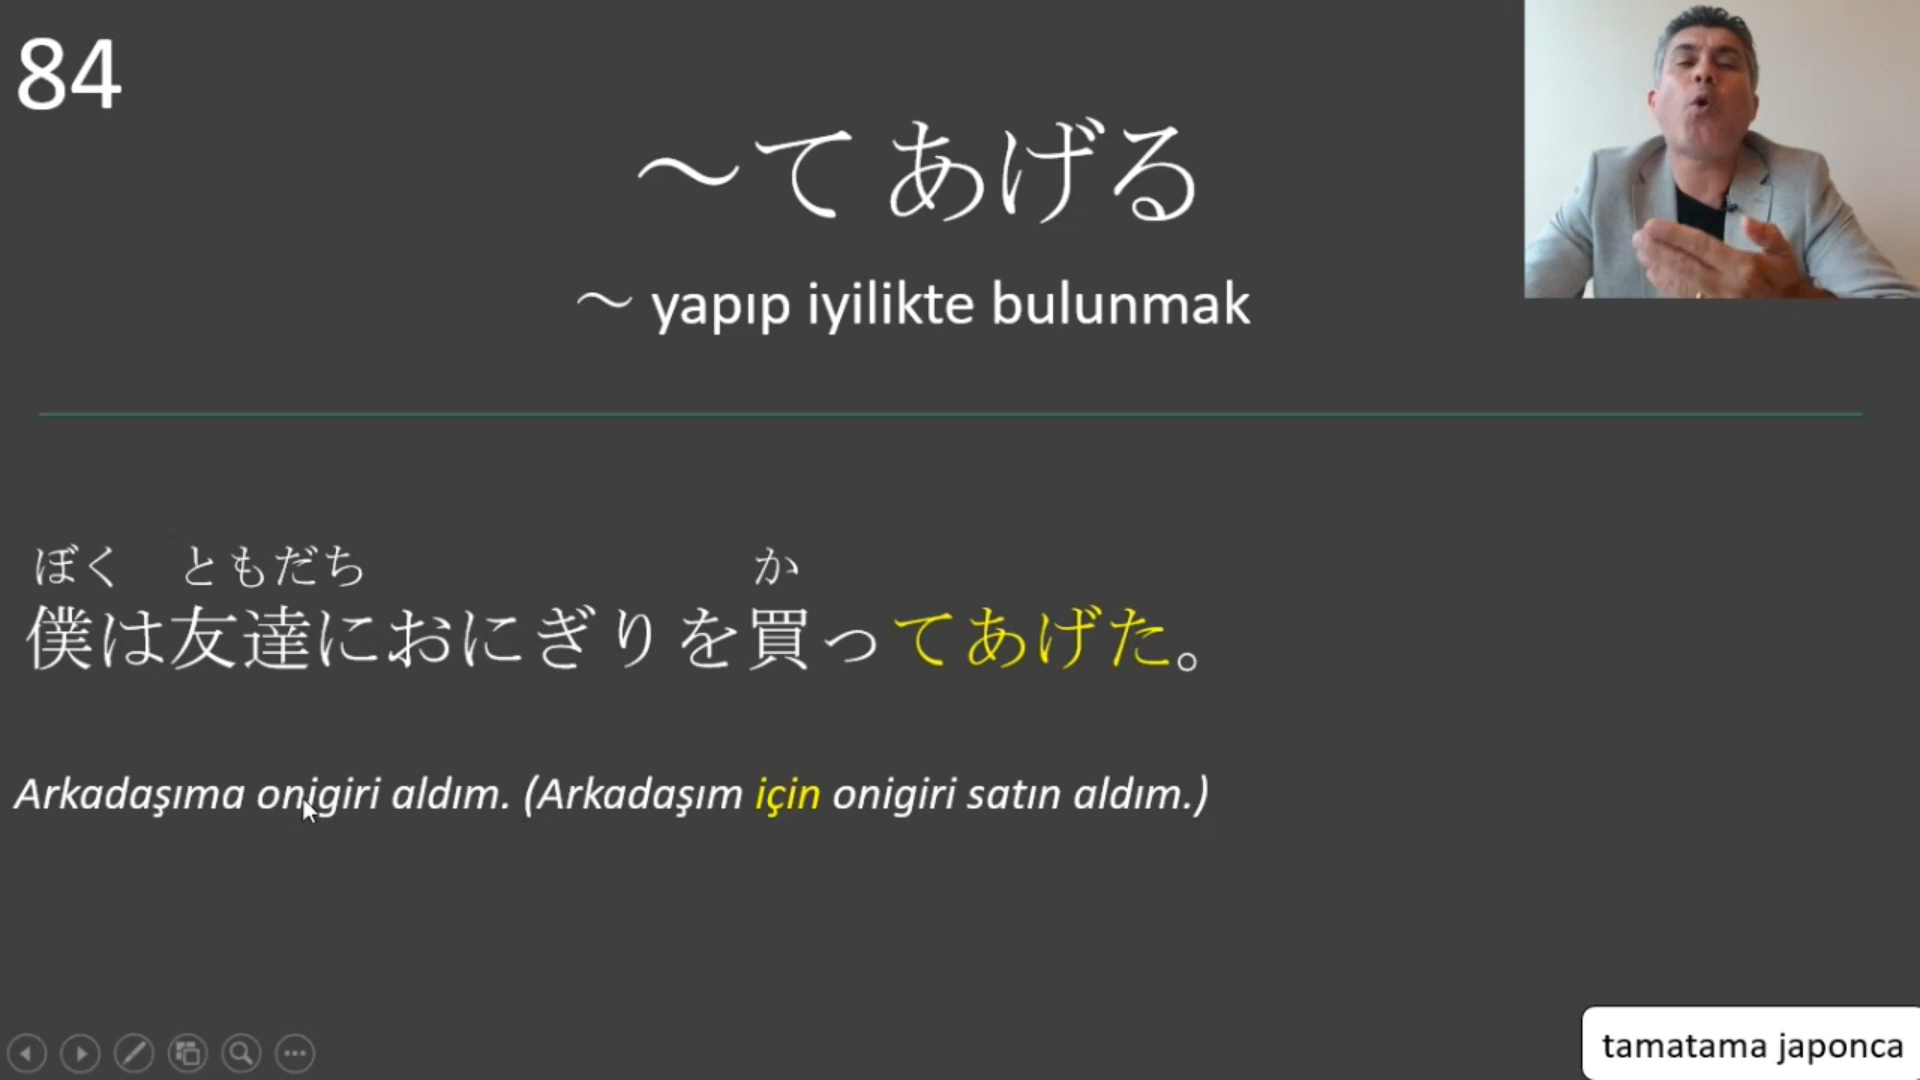 84
～て あげる
～ yapıp iyilikte bulunmak
ぼく ともだち か
僕は友達におにぎりを買ってあげた。
Arkadaşıma onigiri aldım. (Arkadaşım için onigiri satın aldım.)
tamatama japonca